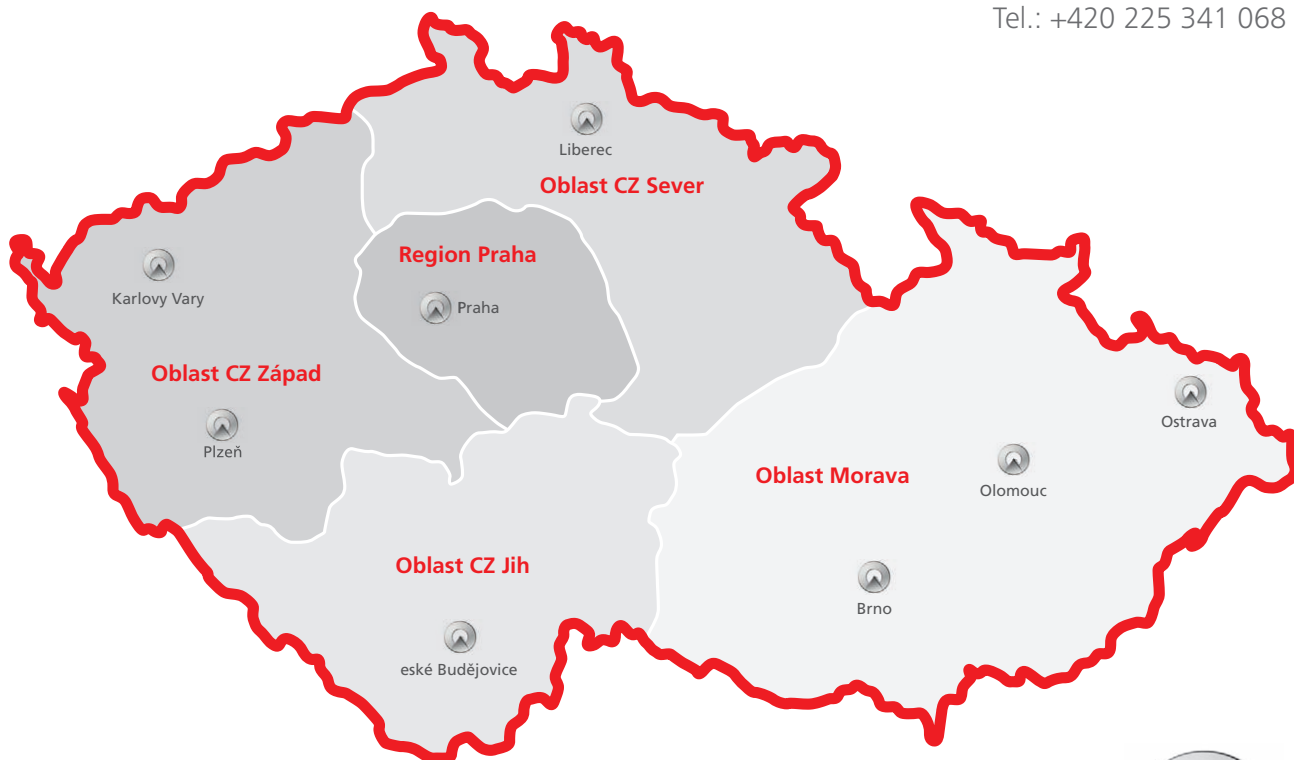 Tel.: +420 225 341 068
Liberec
Oblast CZ Sever
Region Praha
Karlovy Vary
Praha
Oblast CZ Západ
Ostrava
Plzeň
Oblast Morava
Olomouc
Oblast CZ Jih
Brno
eské Budějovice